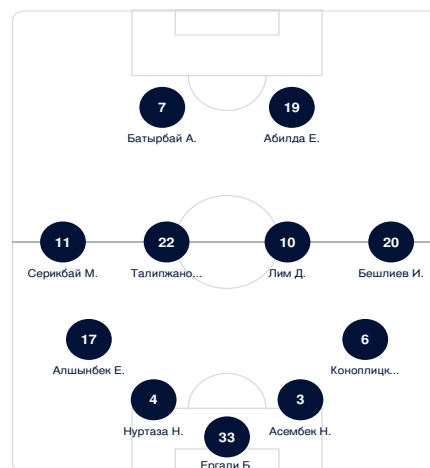 7
19
Батырбай А.
Абилда Е.
11
22
10
20
Серикбай М.
Талипжано...
Лим Д.
Бешлиев И.
17
6
Алшынбек Е.
Коноплицк...
4
3
Нуртаза Н.
Асембек Н.
33
Ергали Б.